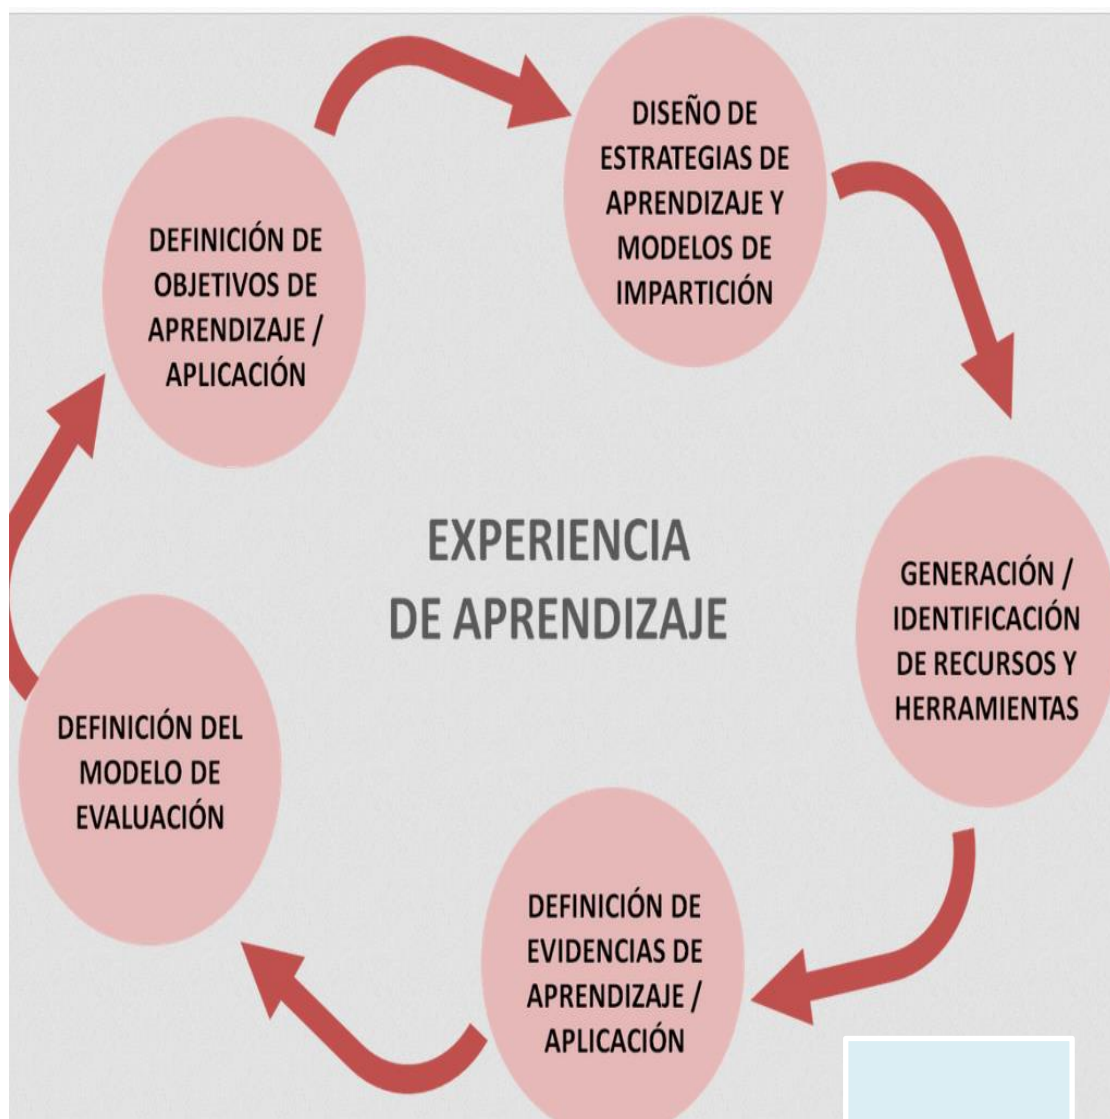 DEFINICIÓN DE
OBJETIVOS DE
APRENDIZAJE /
APLICACIÓN
DISEÑO DE
ESTRATEGIAS DE
APRENDIZAJE Y
MODELOS DE
IMPARTICIÓN
GENERACIÓN /
IDENTIFICACIÓN
DE RECURSOS Y
HERRAMIENTAS
DEFINICIÓN DE
EVIDENCIAS DE
APRENDIZAJE /
APLICACIÓN
DEFINICIÓN DEL
MODELO DE
EVALUACIÓN
EXPERIENCIA
DE APRENDIZAJE